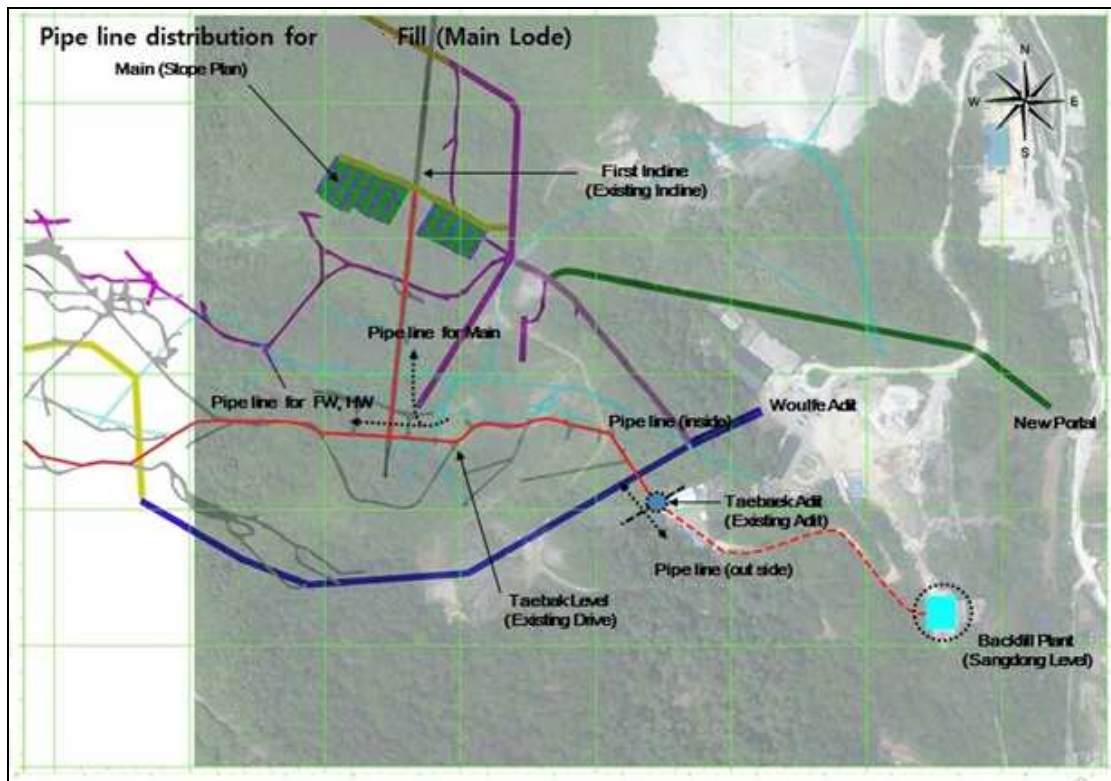 Pipe line distribution for Fill (Main Lode)
Main (Slope Plan)
N
W E
S
First Incline
(Existing Incline)
Pipe line for Main
Pipe line for FW, HW
Pipe line (inside)
Woulfe Adit
New Portal
Taebaek Adit
(Existing Adit)
Pipe line (out side)
Taebak Level
(Existing Drive)
Backfill Plant
(Sangdong Level)